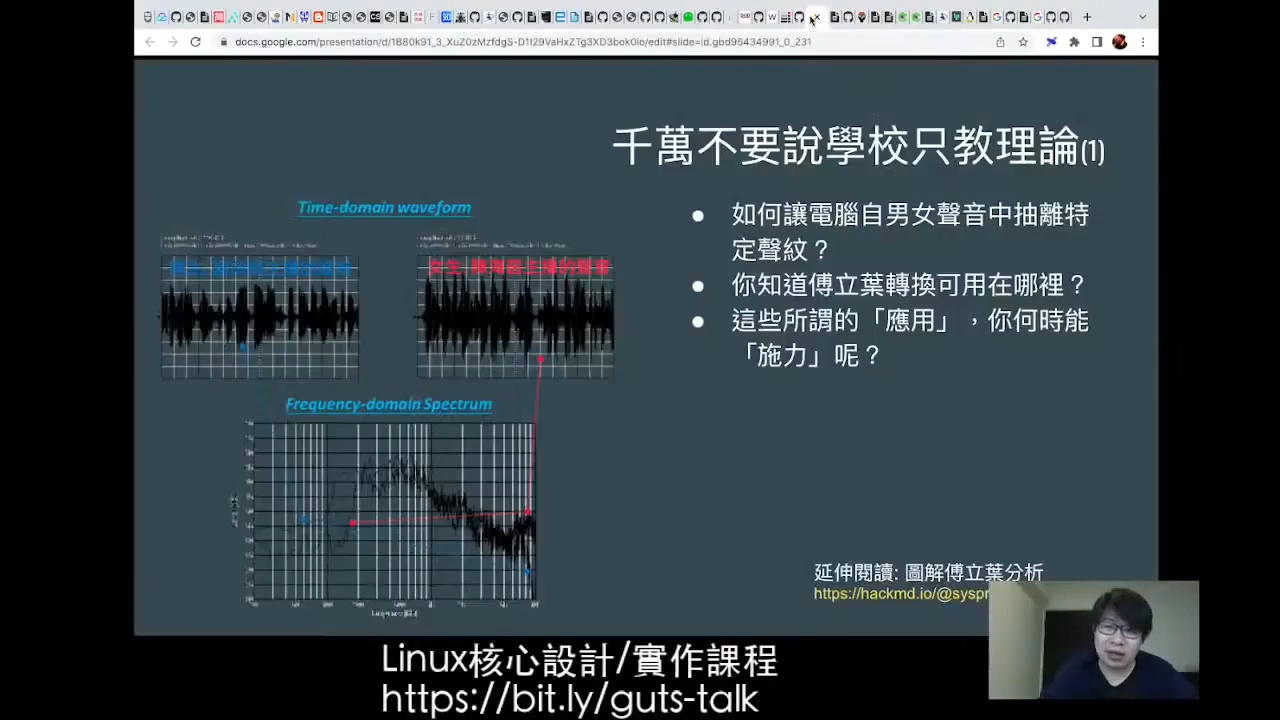 docs.google.com/presentation/d/1B80k91_3_XuZ0zMzfdgS-D1I29VaHxZTg3XD3bok0io/edit#slide=id.gbd95434991_0_231
千萬不要說學校只教理論(1)
Time-domain waveform
Frequency-domain Spectrum
如何讓電腦自男女聲音中抽離特
定聲紋？
你知道傅立葉轉換可用在哪裡？
這些所謂的「應用」，你何時能
「施力」呢？
延伸閱讀: 圖解傅立葉分析
https://hackmd.io/@syspr
Linux核心設計/實作課程
https://bit.ly/guts-talk